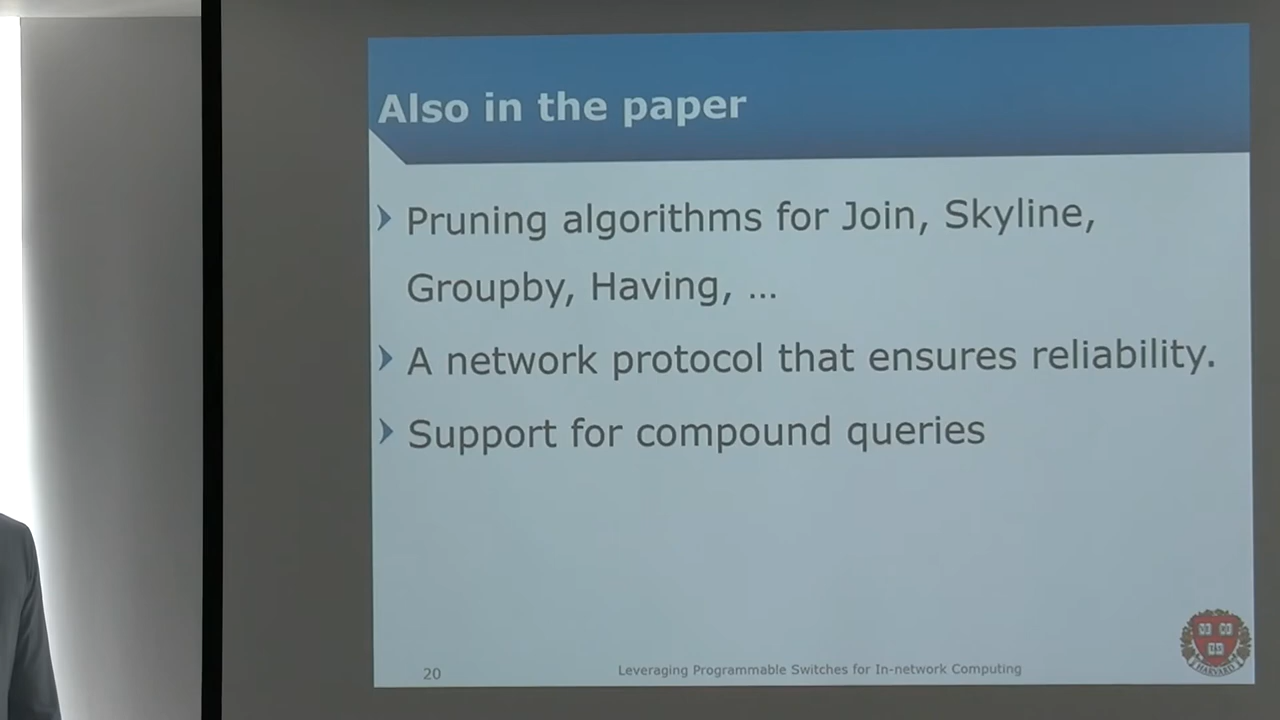 Also in the paper
Pruning algorithms for Join, Skyline,
Groupby, Having, ...
A network protocol that ensures reliability.
Support for compound queries
20
Leveraging Programmable Switches for In-network Computing
HARVARD